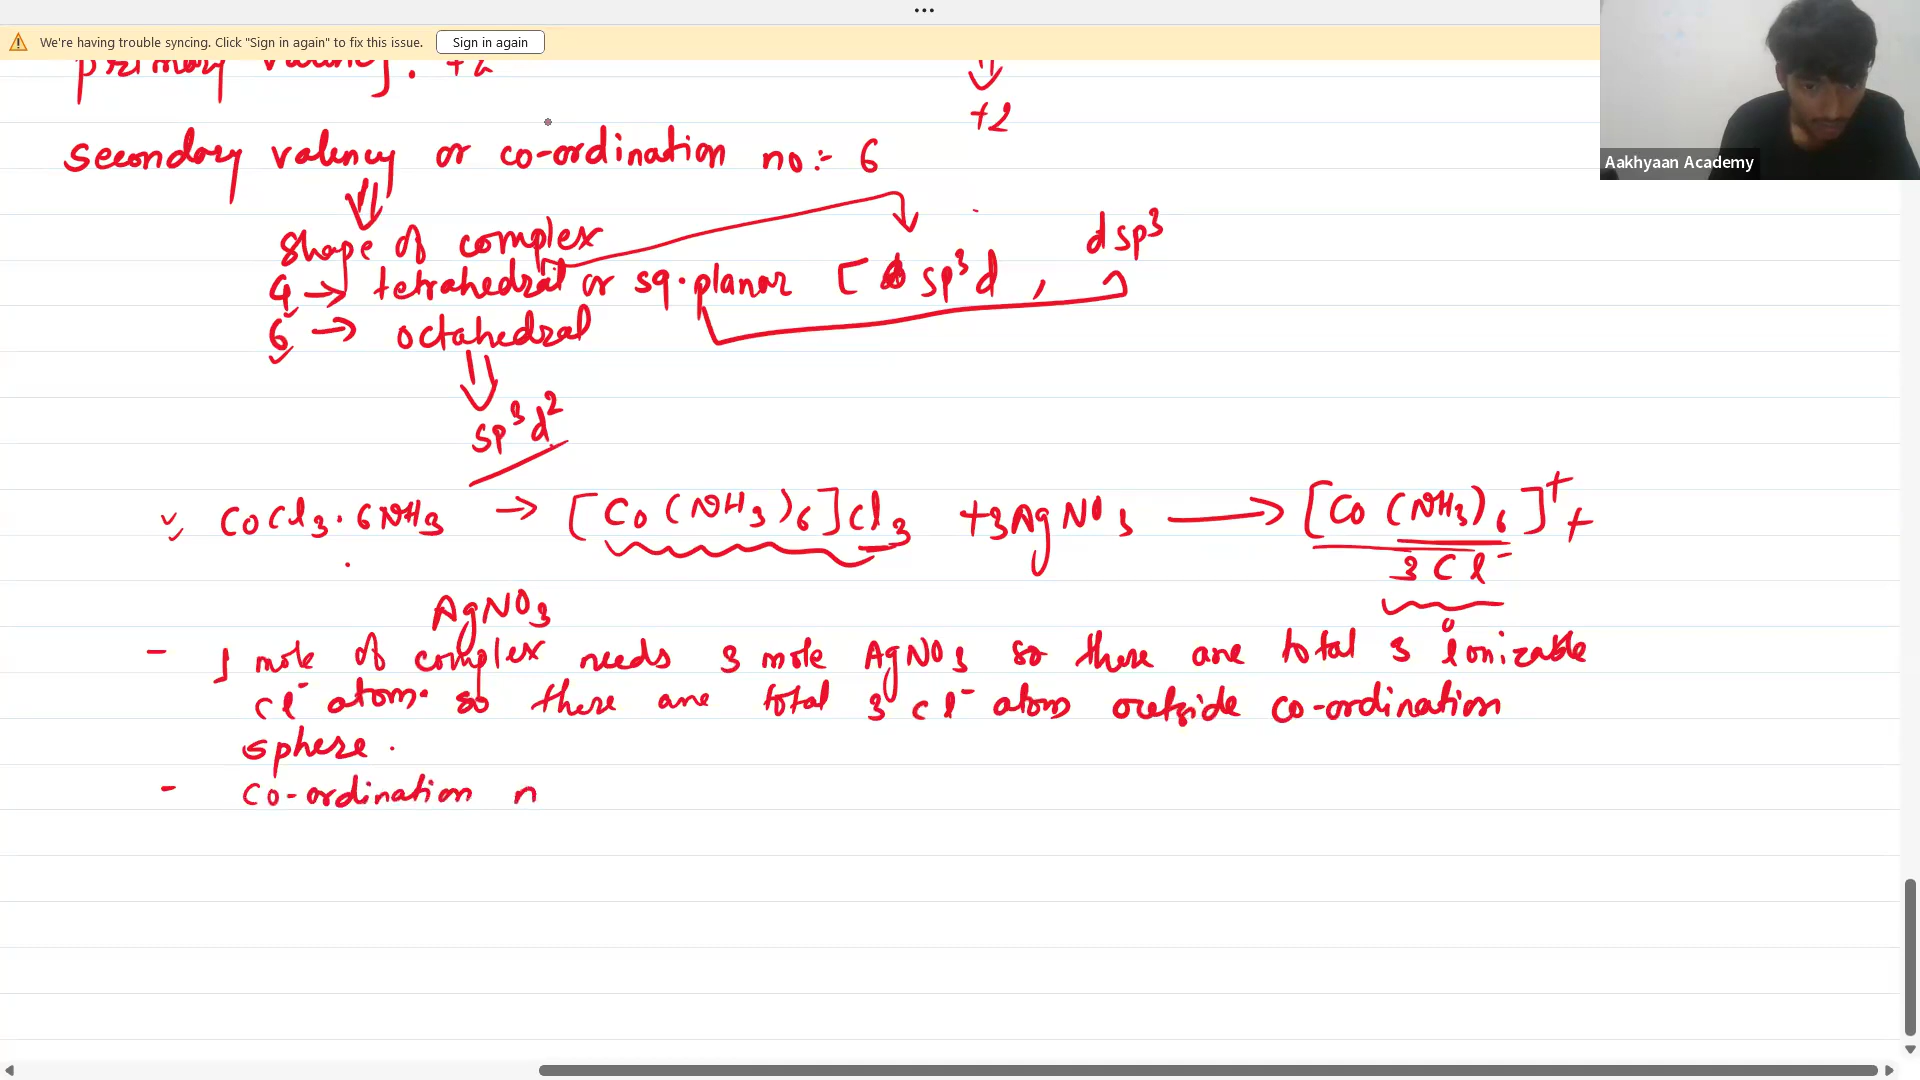 ...
We're having trouble syncing. Click "Sign in again" to fix this issue. Sign in again
Aakhyaan Academy
primary valency: +2
+2
secondary valency or co-ordination no :- 6
shape of complex
4 → tetrahedral or sq. planar [ sp³d , dsp³
6 → octahedral
sp³d²
CoCl₃·6NH₃ → [Co(NH₃)₆]Cl₃ +3AgNO₃ → [Co(NH₃)₆]⁺ +
3Cl⁻
AgNO₃
- 1 mole of complex needs 3 mole AgNO₃ so there are total 3 ionizable
Cl⁻ atom. so there are total 3 Cl⁻ atom outside co-ordination
sphere.
- co-ordination n